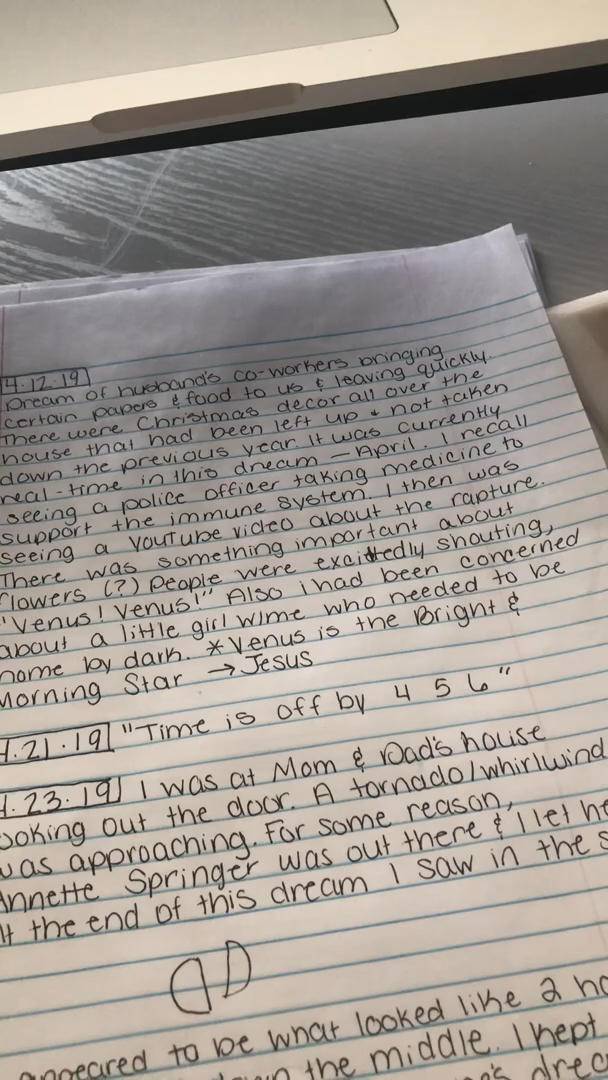 4.12.19
Dream of husband's co-workers bringing
certain papers & food to us & leaving quickly.
There were Christmas decor all over the
house that had been left up & not taken
down the previous year. It was currently
real-time in this dream — April. I recall
seeing a police officer taking medicine to
support the immune system. I then was
seeing a YouTube video about the rapture.
There was something important about
flowers (?) People were excitedly shouting,
"Venus! Venus!" Also i had been concerned
about a little girl w/me who needed to be
home by dark. *Venus is the Bright &
Morning Star → Jesus
4.21.19 "Time is off by 4 5 6"
4.23.19 I was at Mom & Dad's house
looking out the door. A tornado/whirlwind
was approaching. For some reason,
Annette Springer was out there & I let
At the end of this dream I saw in the
appeared to be what looked like 2
the middle. I kept